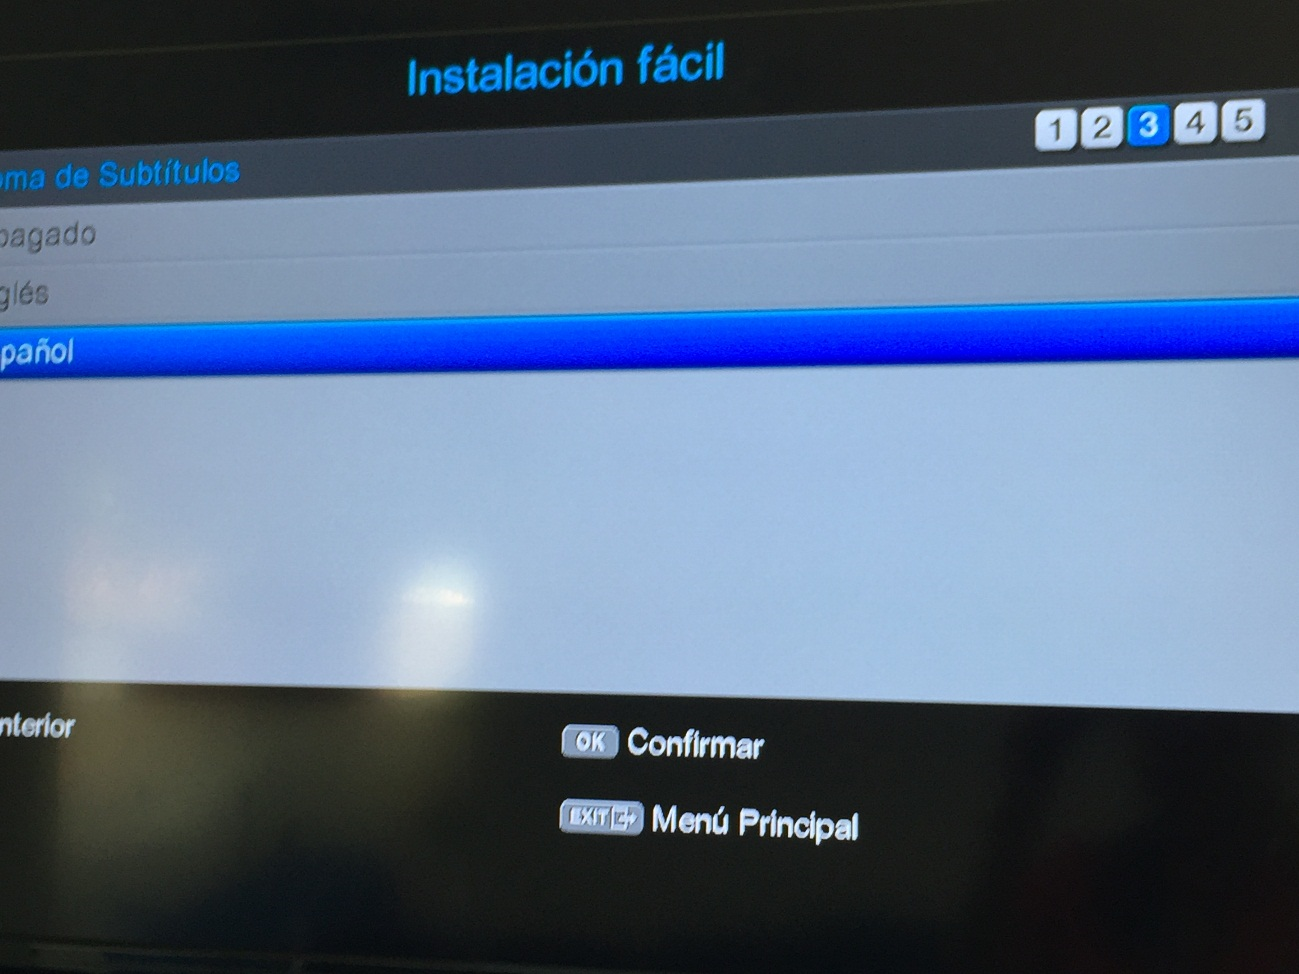 Instalación fácil
oma de Subtítulos
1 2 3 4 5
pagado
glés
pañol
nterior
OK Confirmar
EXIT Menú Principal